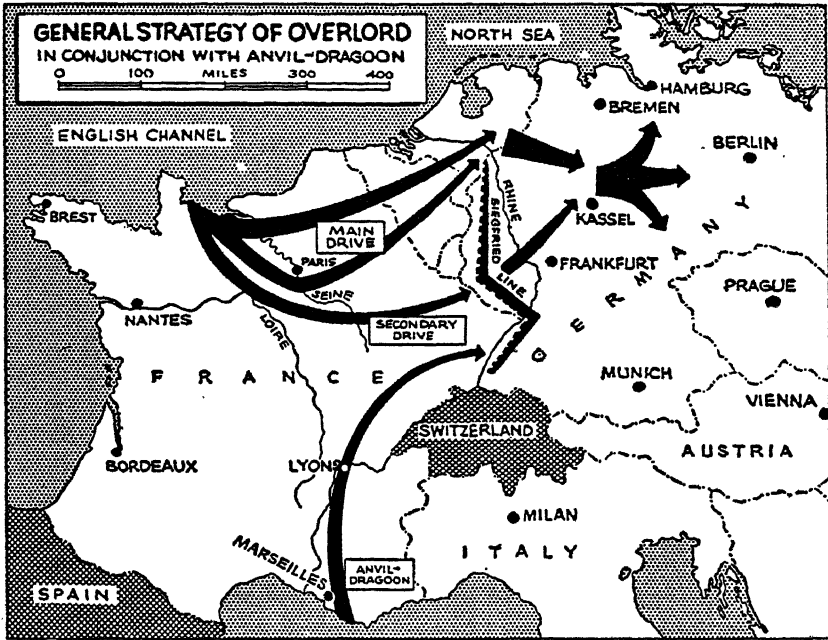 GENERAL STRATEGY OF OVERLORD
IN CONJUNCTION WITH ANVIL-DRAGOON
0 100 MILES 300 400
NORTH SEA
HAMBURG
BREMEN
ENGLISH CHANNEL
BERLIN
BREST
RHINE
SIEGFRIED
LINE
KASSEL
MAIN
DRIVE
PARIS
FRANKFURT
SEINE
PRAGUE
NANTES
LOIRE
SECONDARY
DRIVE
GERMANY
FRANCE
MUNICH
VIENNA
SWITZERLAND
AUSTRIA
BORDEAUX
LYONS
MILAN
MARSEILLES
ITALY
ANVIL-
DRAGOON
SPAIN